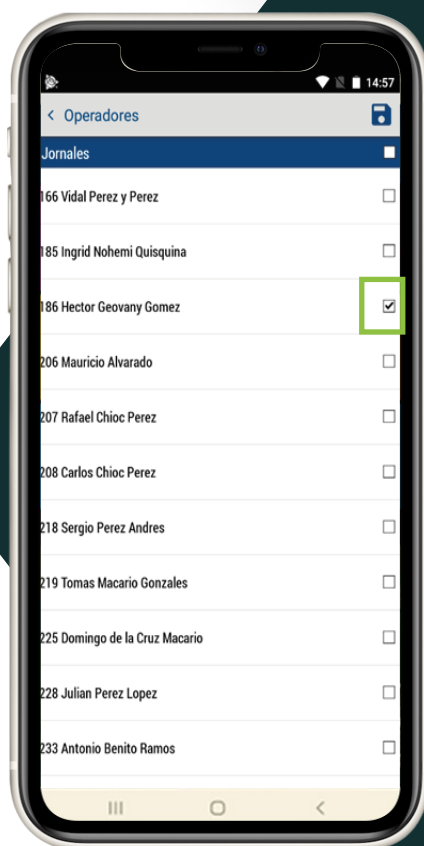 14:57
Operadores
Jornales
166 Vidal Perez y Perez
185 Ingrid Nohemi Quisquina
186 Hector Geovany Gomez
206 Mauricio Alvarado
207 Rafael Chioc Perez
208 Carlos Chioc Perez
218 Sergio Perez Andres
219 Tomas Macario Gonzales
225 Domingo de la Cruz Macario
228 Julian Perez Lopez
233 Antonio Benito Ramos